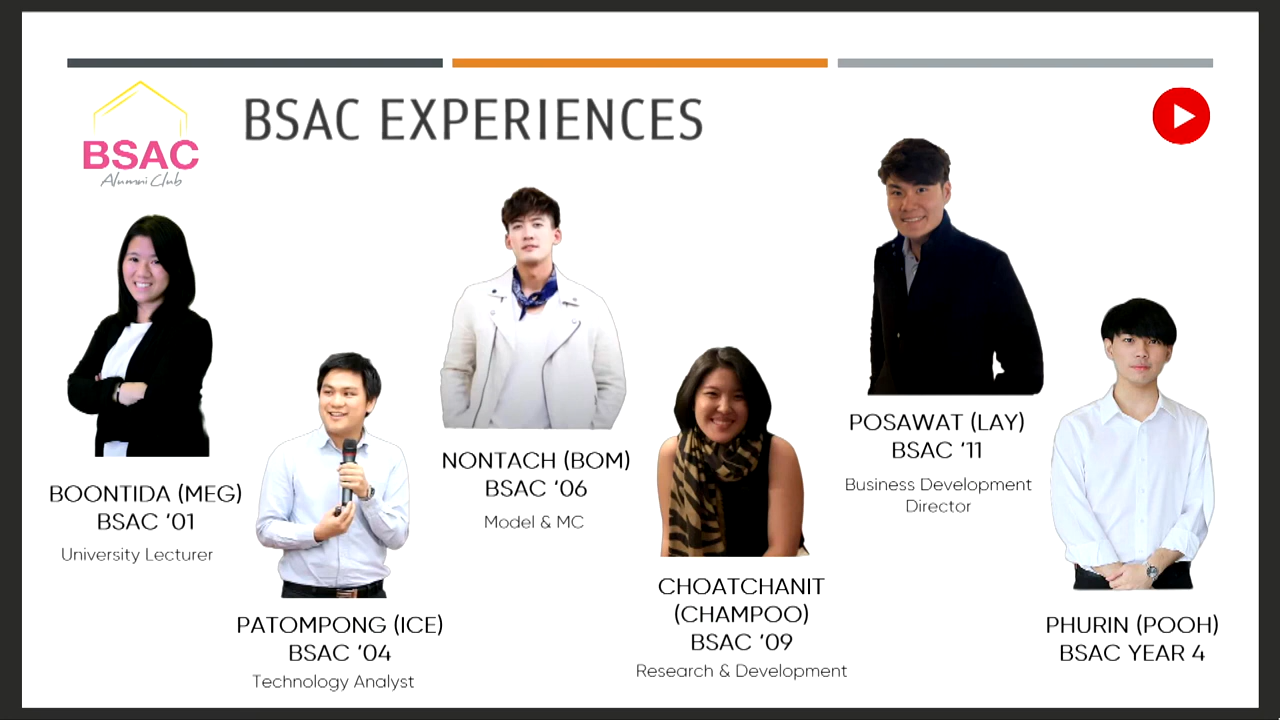 BSAC EXPERIENCES
BSAC
Alumni Club
BOONTIDA (MEG)
BSAC '01
University Lecturer
PATOMPONG (ICE)
BSAC '04
Technology Analyst
NONTACH (BOM)
BSAC '06
Model & MC
CHOATCHANIT
(CHAMPOO)
BSAC '09
Research & Development
POSAWAT (LAY)
BSAC '11
Business Development
Director
PHURIN (POOH)
BSAC YEAR 4